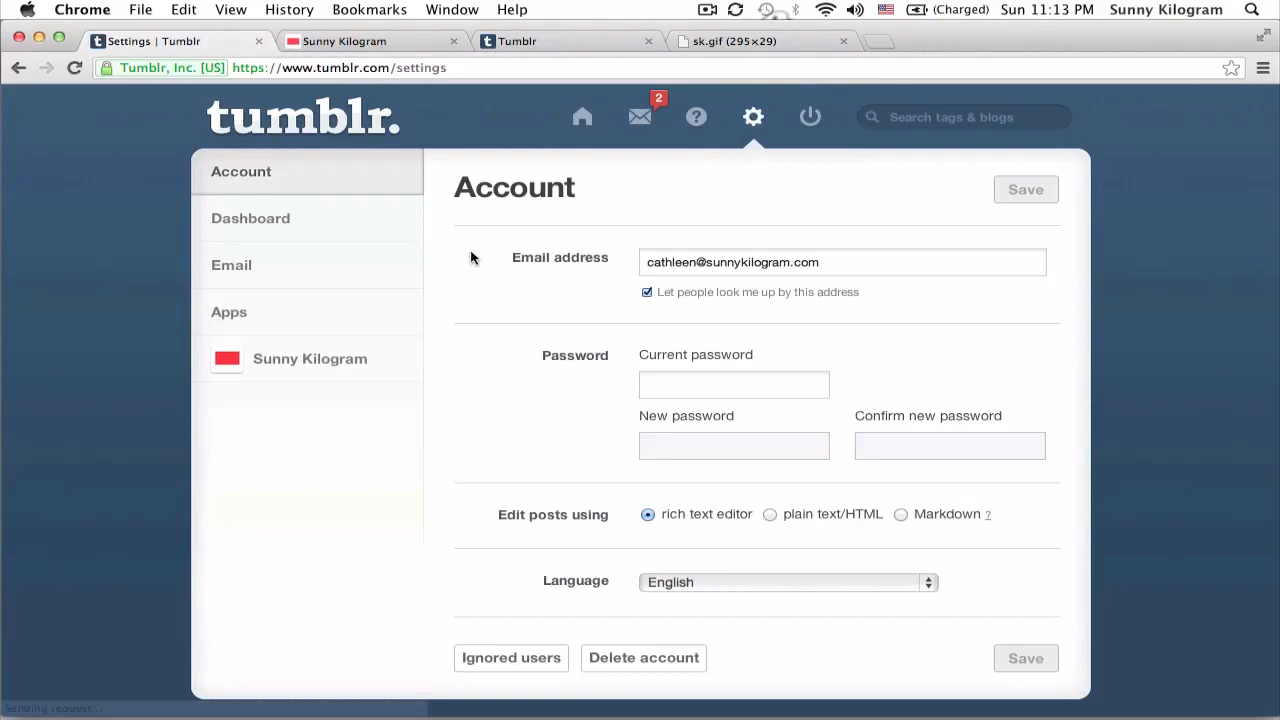 Chrome File Edit View History Bookmarks Window Help (Charged) Sun 11:13 PM Sunny Kilogram
Settings | Tumblr Sunny Kilogram Tumblr sk.gif (295×29)
Tumblr, Inc. [US] https://www.tumblr.com/settings
tumblr. 2 ? Search tags & blogs
Account
Dashboard
Email
Apps
Sunny Kilogram
Account Save
Email address cathleen@sunnykilogram.com
Let people look me up by this address
Password Current password
New password Confirm new password
Edit posts using rich text editor plain text/HTML Markdown ?
Language English
Ignored users Delete account Save
Sending request...